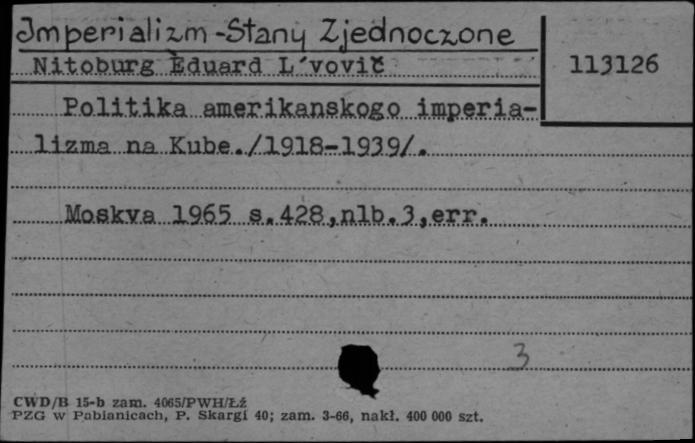 Imperializm - Stany Zjednoczone
Nitoburg Èduard L´vovič
113126
Politika amerikanskogo imperia-
lizma na Kube./1918-1939/.
Moskva 1965 s.428,nlb.3,err.
3
CWD/B 15-b zam. 4065/PWH/Łź
PZG w Pabianicach, P. Skargi 40; zam. 3-66, nakł. 400 000 szt.